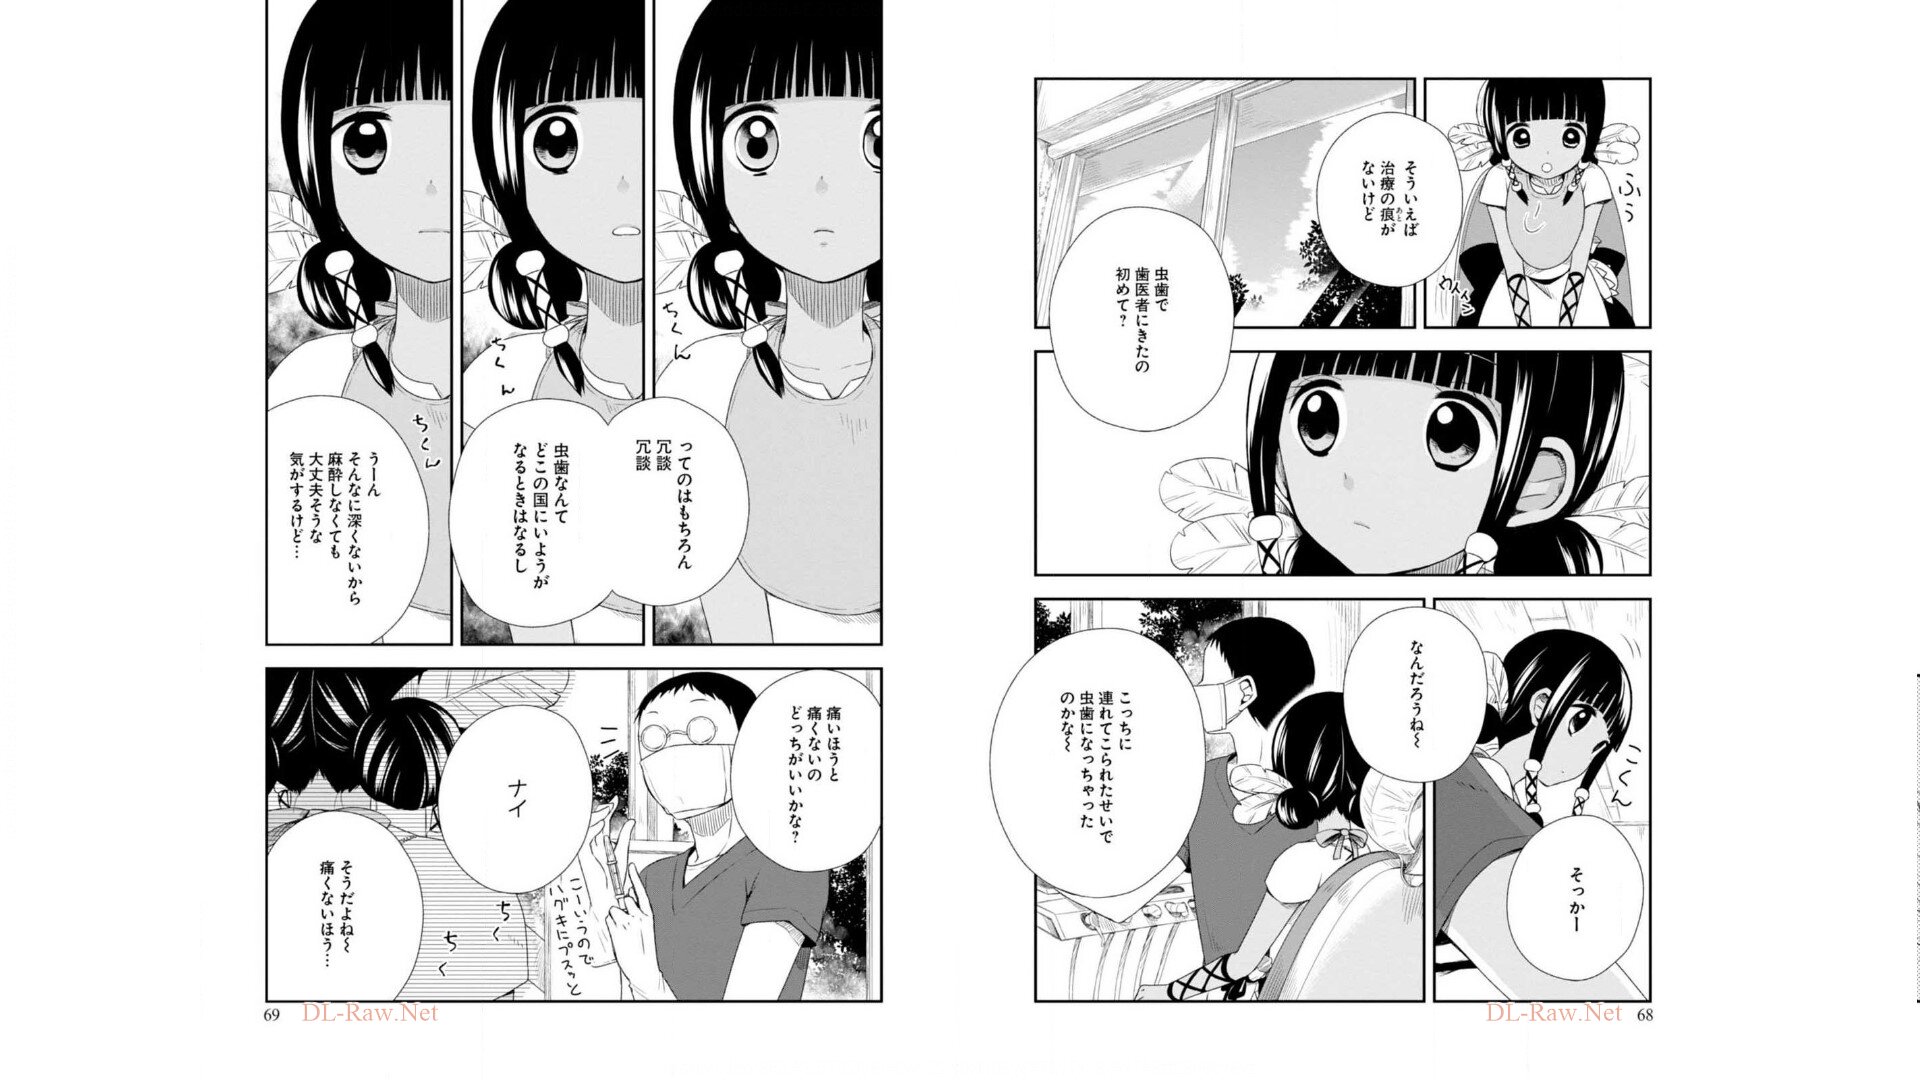 ふぅ
わぃぃン
そういえば
治療の痕が
あと
ないけど
虫歯で
歯医者にきたの
初めて?
こくん
そっかー
なんだろうね〜
こっちに
連れてこられたせいで
虫歯になっちゃった
のかな〜
ちくん
ってのはもちろん
冗談
冗談
ちくん
虫歯なんて
どこの国にいようが
なるときはなるし
ちくん
うーん
そんなに深くないから
麻酔しなくても
大丈夫そうな
気がするけど…
痛いほうと
痛くないの
どっちがいいかな?
こーいうので
ハグキにプスッと
ナイ
ちく
ちく
そうだよね〜
痛くないほう…
69
DL-Raw.Net
DL-Raw.Net
68